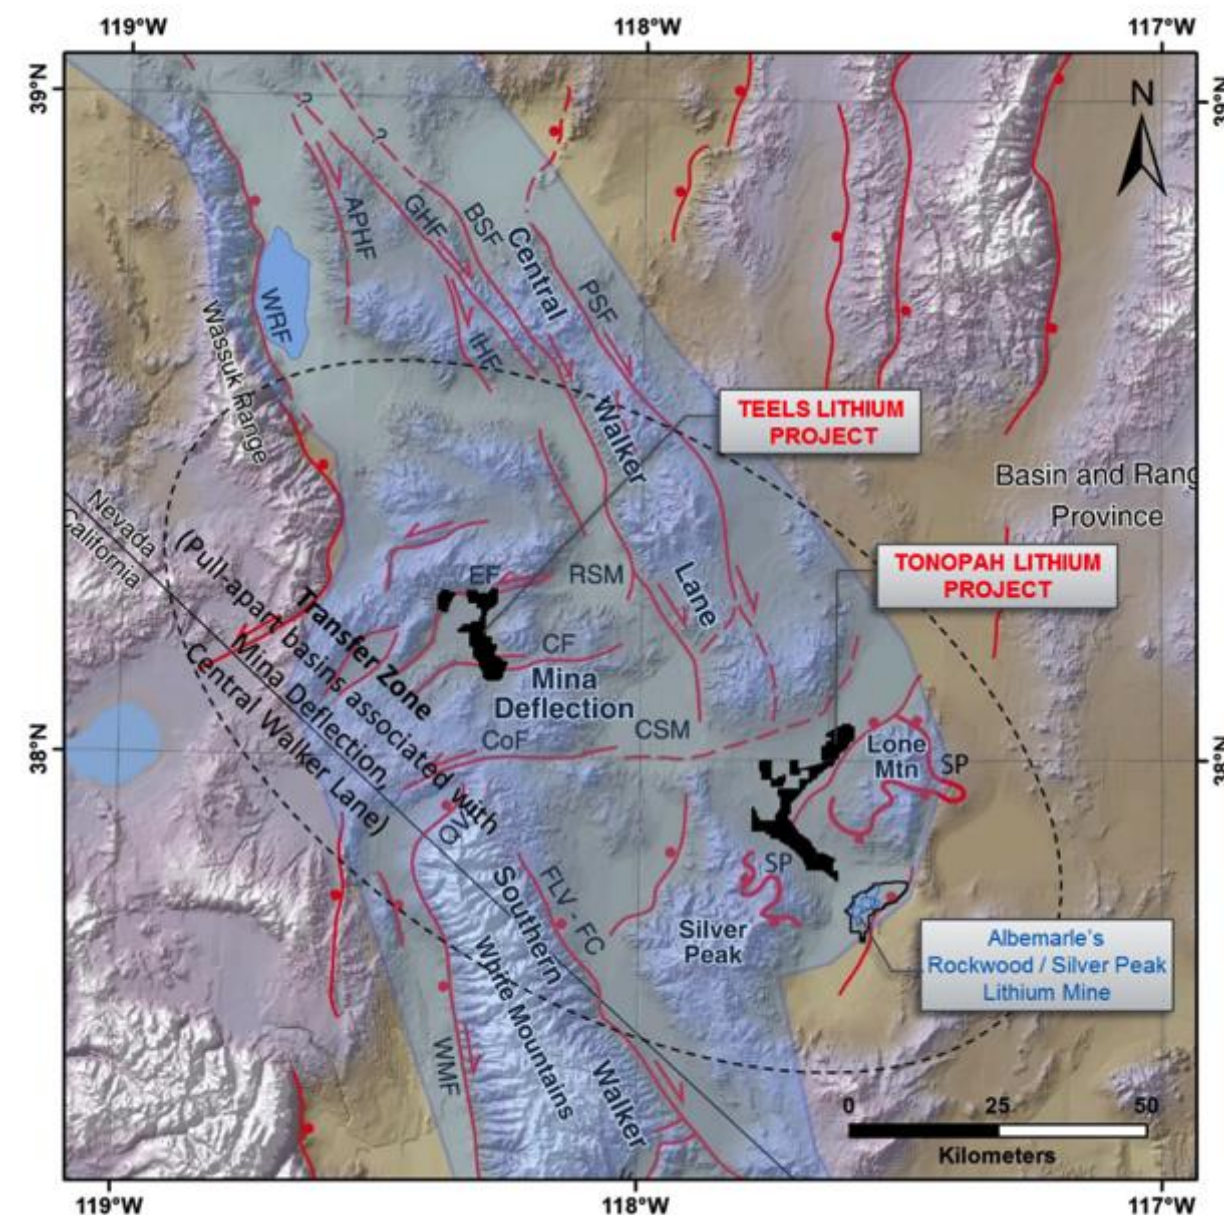 119°W
118°W
117°W
39°N
39°N
N
?
?
APHF
GHF
BSF
Central
PSF
WRF
Wassuk Range
IHF
Walker
TEELS LITHIUM
PROJECT
Basin and Rang
Province
Nevada
California
TONOPAH LITHIUM
PROJECT
EF
RSM
Lane
Transfer Zone
(Pull-apart basins associated with
Mina Deflection,
Central Walker Lane)
CF
Mina
Deflection
CSM
CoF
38°N
38°N
Lone
Mtn
SP
SP
FLV - FC
Southern
Silver
Peak
White Mountains
Walker
WMF
Albemarle's
Rockwood / Silver Peak
Lithium Mine
0
25
50
Kilometers
119°W
118°W
117°W